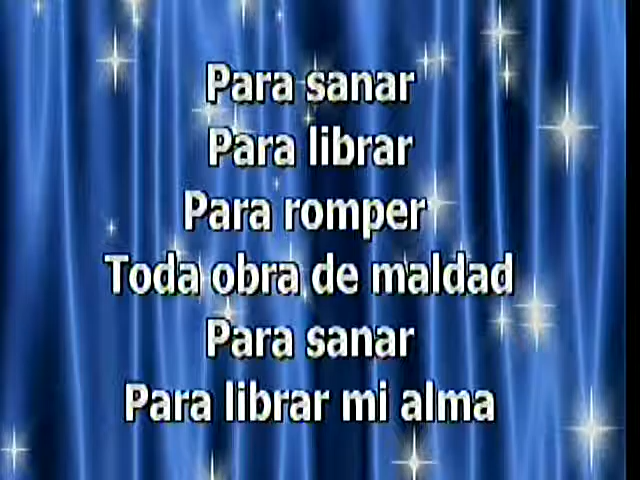 Para sanar
Para librar
Para romper
Toda obra de maldad
Para sanar
Para librar mi alma